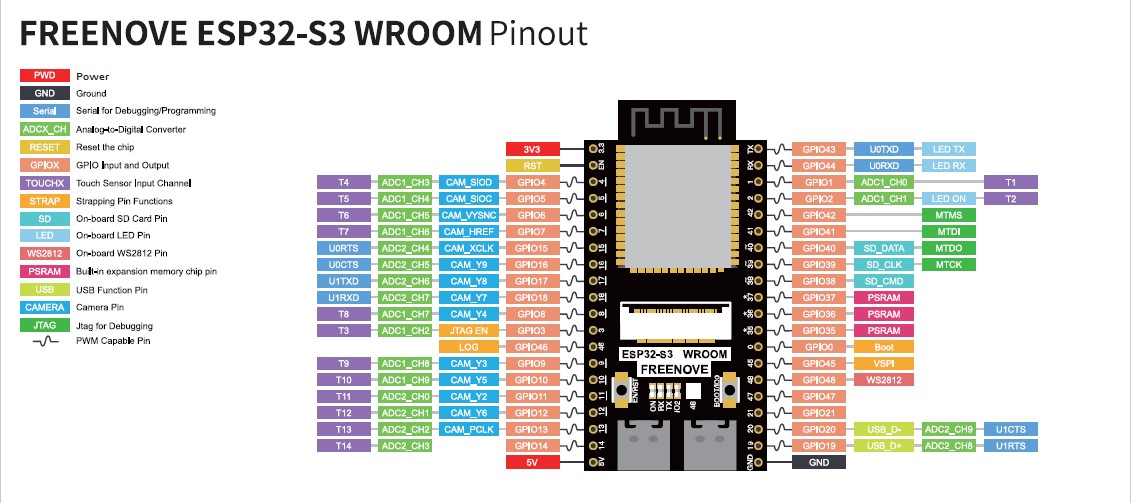 FREENOVE ESP32-S3 WROOM Pinout
PWD Power
GND Ground
Serial Serial for Debugging/Programming
ADCX_CH Analog-to-Digital Converter
RESET Reset the chip
GPIOX GPIO Input and Output
TOUCHX Touch Sensor Input Channel
STRAP Strapping Pin Functions
SD On-board SD Card Pin
LED On-board LED Pin
WS2812 On-board WS2812 Pin
PSRAM Built-in expansion memory chip pin
USB USB Function Pin
CAMERA Camera Pin
JTAG Jtag for Debugging
PWM Capable Pin
3V3 3.3 TX GPIO43 U0TXD LED TX
RST EN RX GPIO44 U0RXD LED RX
T4 ADC1_CH3 CAM_SIOD GPIO4 4 1 GPIO1 ADC1_CH0 T1
T5 ADC1_CH4 CAM_SIOC GPIO5 5 2 GPIO2 ADC1_CH1 LED ON T2
T6 ADC1_CH5 CAM_VYSNC GPIO6 6 42 GPIO42 MTMS
T7 ADC1_CH6 CAM_HREF GPIO7 7 41 GPIO41 MTDI
U0RTS ADC2_CH4 CAM_XCLK GPIO15 15 40 GPIO40 SD_DATA MTDO
U0CTS ADC2_CH5 CAM_Y9 GPIO16 16 39 GPIO39 SD_CLK MTCK
U1TXD ADC2_CH6 CAM_Y8 GPIO17 17 38 GPIO38 SD_CMD
U1RXD ADC2_CH7 CAM_Y7 GPIO18 18 *37 GPIO37 PSRAM
T8 ADC1_CH7 CAM_Y4 GPIO8 8 *36 GPIO36 PSRAM
T3 ADC1_CH2 JTAG EN GPIO3 3 *35 GPIO35 PSRAM
LOG GPIO46 46 0 GPIO0 Boot
T9 ADC1_CH8 CAM_Y3 GPIO9 9 45 GPIO45 VSPI
T10 ADC1_CH9 CAM_Y5 GPIO10 10 48 GPIO48 WS2812
T11 ADC2_CH0 CAM_Y2 GPIO11 11 47 GPIO47
T12 ADC2_CH1 CAM_Y6 GPIO12 12 21 GPIO21
T13 ADC2_CH2 CAM_PCLK GPIO13 13 20 GPIO20 USB_D- ADC2_CH9 U1CTS
T14 ADC2_CH3 GPIO14 14 19 GPIO19 USB_D+ ADC2_CH8 U1RTS
5V 5V GND GND
ESP32-S3 WROOM
FREENOVE
EN/RST
ON
RX
TX
IO2
48
BOOT/IO0